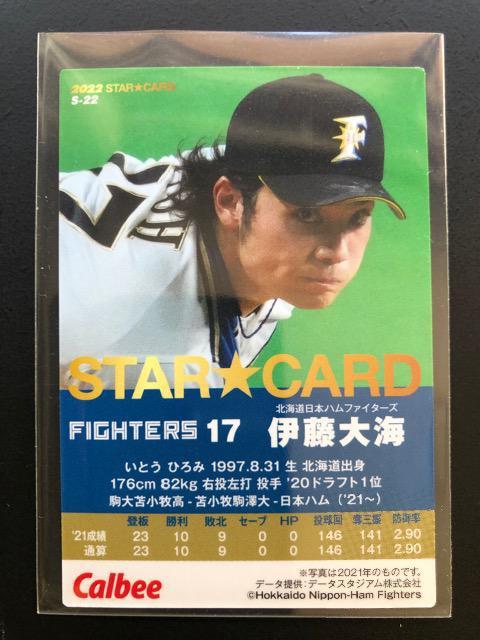 2022 STAR★CARD
S-22
F
STAR★CARD
北海道日本ハムファイターズ
FIGHTERS 17 伊藤大海
いとう ひろみ 1997.8.31 生 北海道出身
176cm 82kg 右投左打 投手 '20ドラフト1位
駒大苫小牧高 - 苫小牧駒澤大 - 日本ハム ('21~)
登板 勝利 敗北 セーブ HP 投球回 奪三振 防御率
'21成績 23 10 9 0 0 146 141 2.90
通算 23 10 9 0 0 146 141 2.90
Calbee
※写真は2021年のものです。
データ提供：データスタジアム株式会社
©Hokkaido Nippon-Ham Fighters